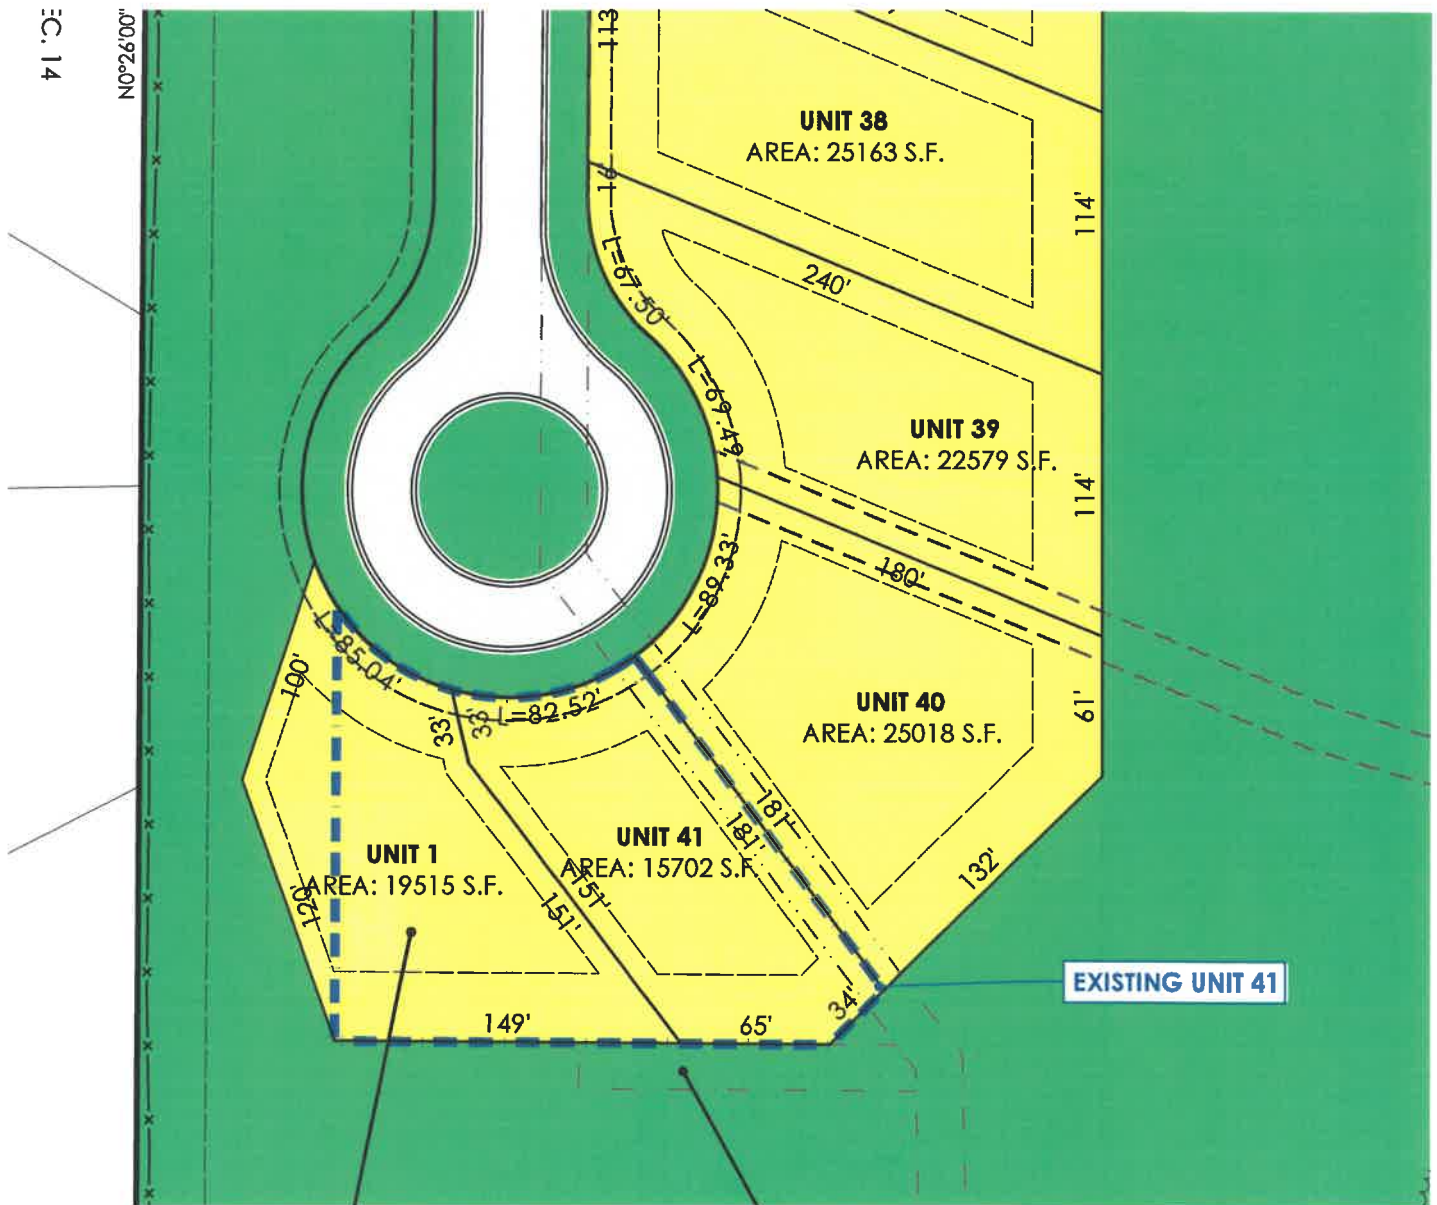 EC. 14
N0°26'00"
113
UNIT 38
AREA: 25163 S.F.
16'
114'
L=67.50'
240'
L=69.49'
UNIT 39
AREA: 22579 S.F.
114'
180'
L=89.33'
L=85.04'
100'
33'
33'
L=82.52'
UNIT 40
AREA: 25018 S.F.
61'
181'
181'
UNIT 41
AREA: 15702 S.F.
UNIT 1
AREA: 19515 S.F.
120'
151'
151'
132'
EXISTING UNIT 41
34'
149'
65'